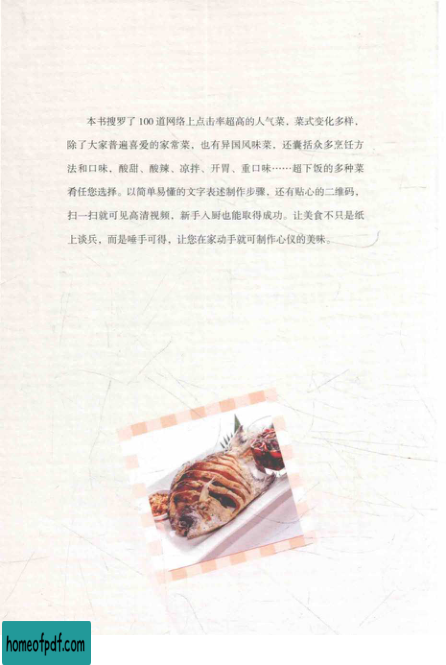 本书搜罗了 100 道网络上点击率超高的人气菜，菜式变化多样，
除了大家普遍喜爱的家常菜，也有异国风味菜，还囊括众多烹饪方
法和口味，酸甜、酸辣、凉拌、开胃、重口味……超下饭的多种菜
肴任您选择。以简单易懂的文字表述制作步骤，还有贴心的二维码，
扫一扫就可见高清视频，新手入厨也能取得成功。让美食不只是纸
上谈兵，而是唾手可得，让您在家动手就可制作心仪的美味。
homeofpdf.com